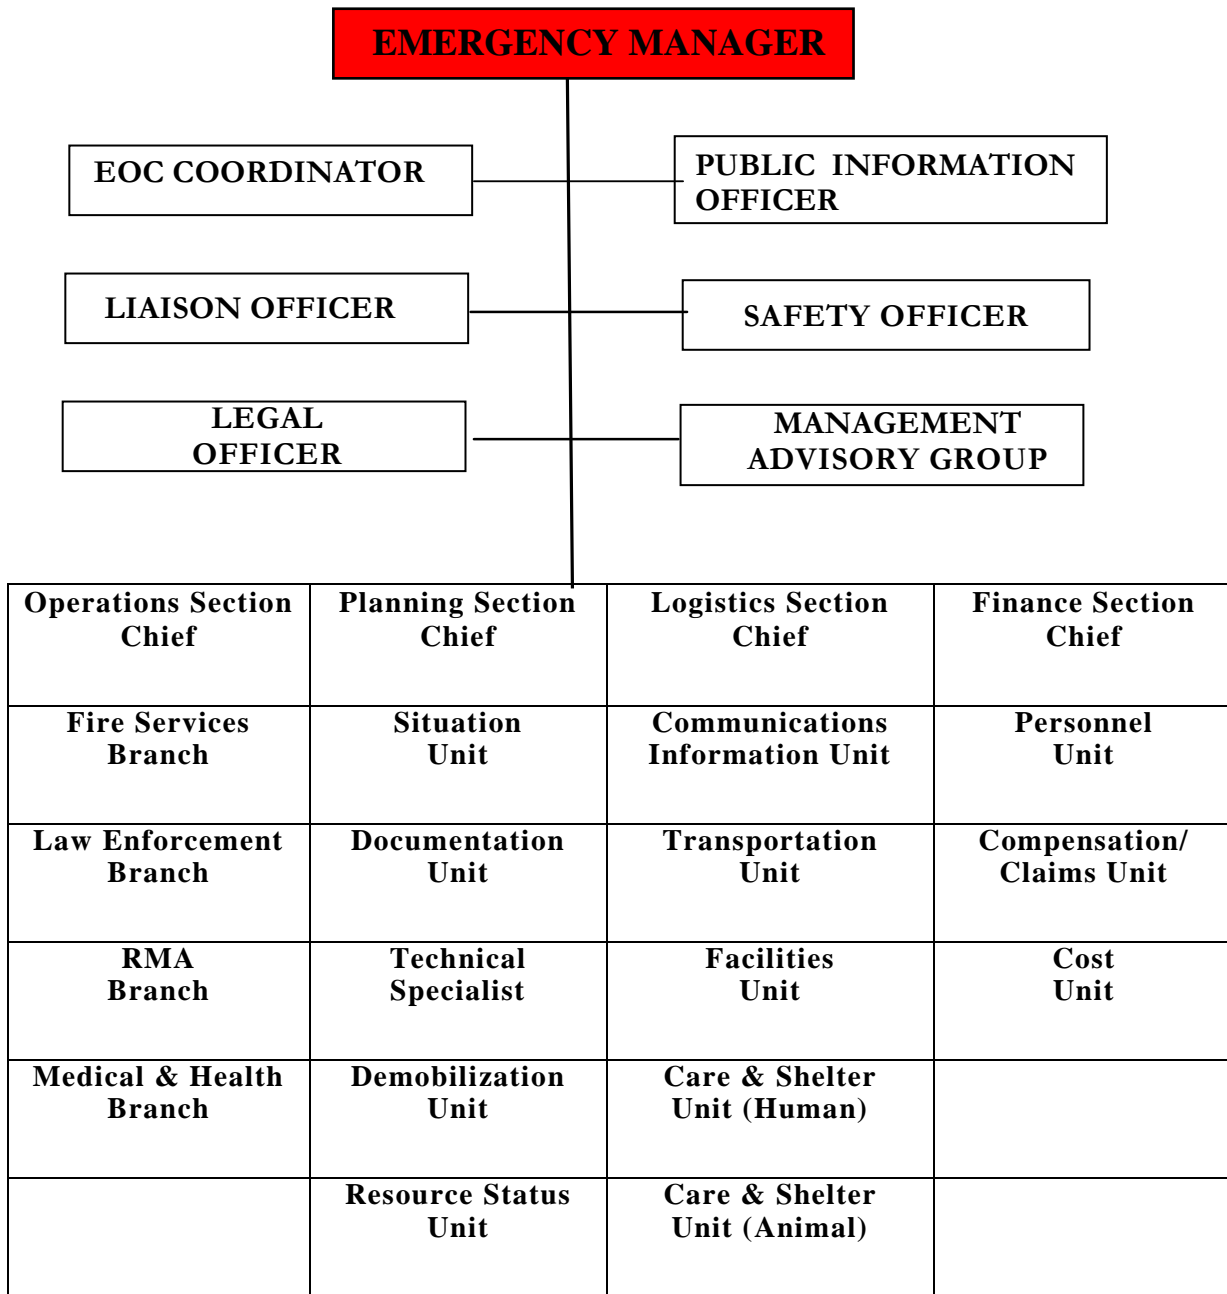 EMERGENCY MANAGER
EOC COORDINATOR
PUBLIC INFORMATION
OFFICER
LIAISON OFFICER
SAFETY OFFICER
LEGAL
OFFICER
MANAGEMENT
ADVISORY GROUP
Operations Section
Chief
Planning Section
Chief
Logistics Section
Chief
Finance Section
Chief
Fire Services
Branch
Situation
Unit
Communications
Information Unit
Personnel
Unit
Law Enforcement
Branch
Documentation
Unit
Transportation
Unit
Compensation/
Claims Unit
RMA
Branch
Technical
Specialist
Facilities
Unit
Cost
Unit
Medical & Health
Branch
Demobilization
Unit
Care & Shelter
Unit (Human)
Resource Status
Unit
Care & Shelter
Unit (Animal)